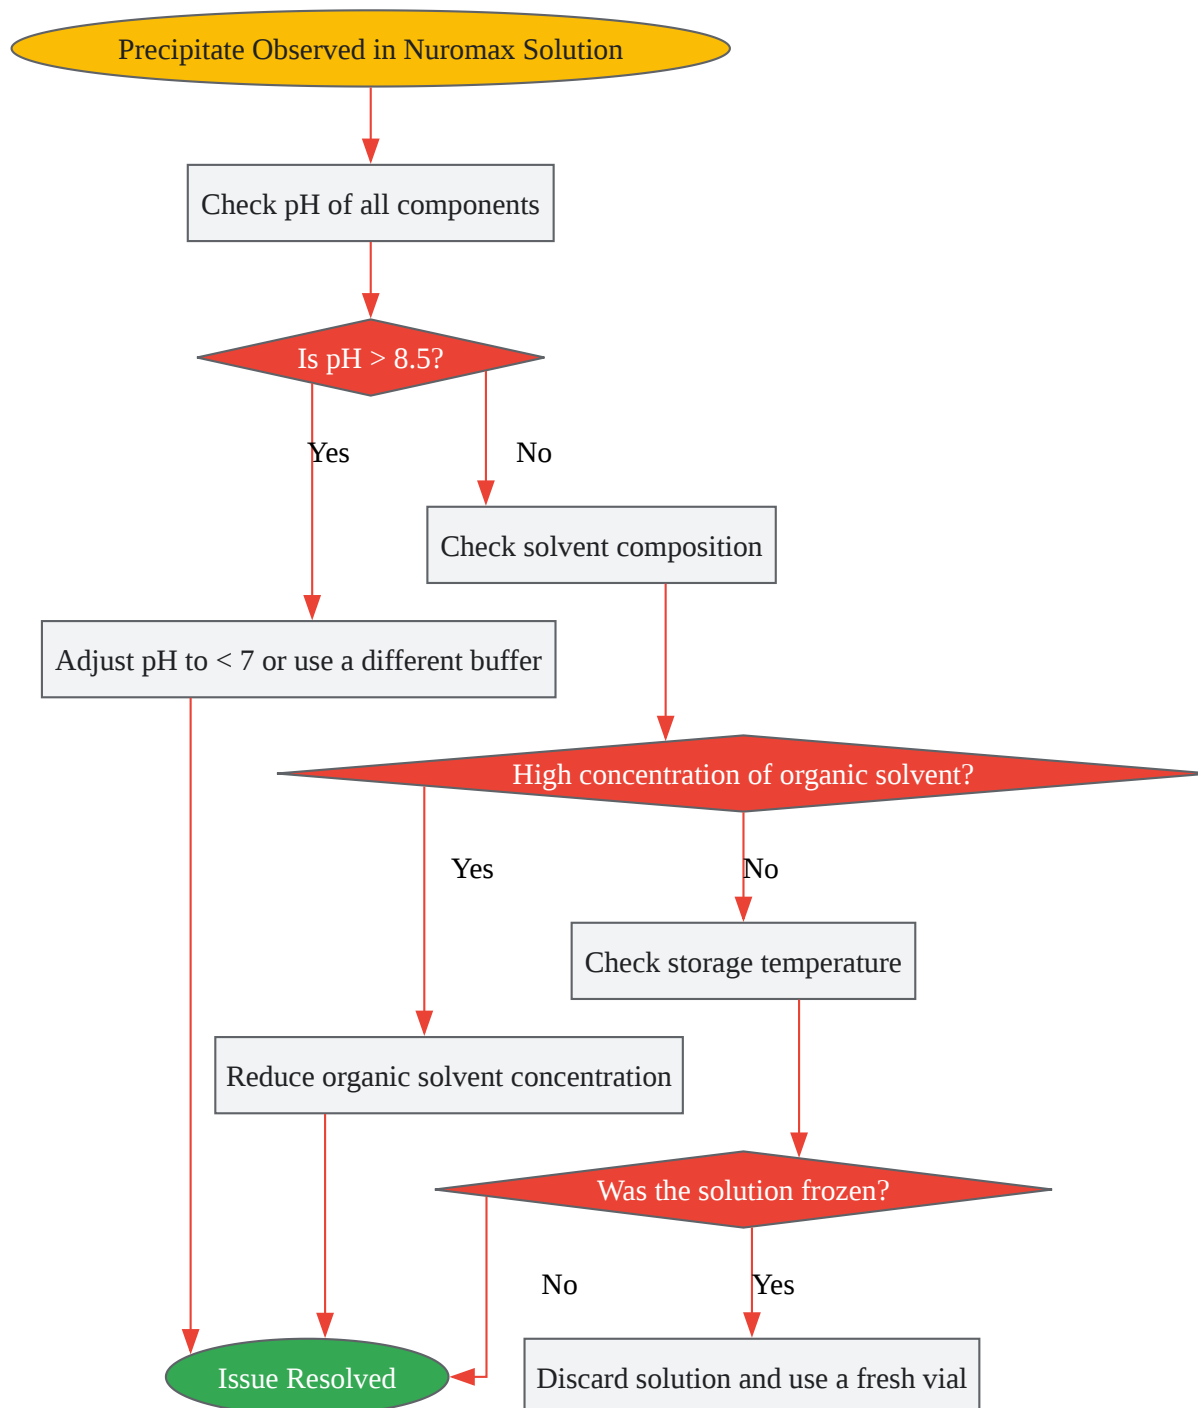 Precipitate Observed in Nuromax Solution
Check pH of all components
Is pH > 8.5?
Yes
No
Check solvent composition
Adjust pH to < 7 or use a different buffer
High concentration of organic solvent?
Yes
No
Check storage temperature
Reduce organic solvent concentration
Was the solution frozen?
No
Yes
Issue Resolved
Discard solution and use a fresh vial